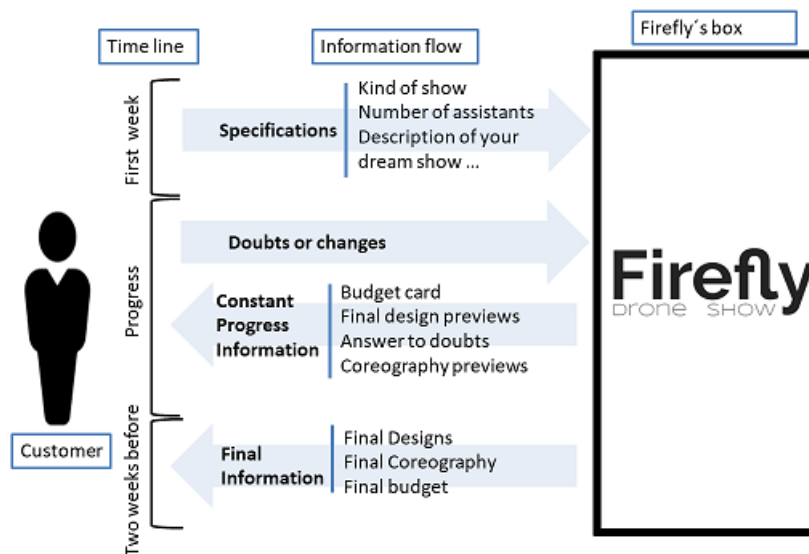 Time line
Information flow
Firefly´s box
First week
Specifications
Kind of show
Number of assistants
Description of your
dream show ...
Progress
Doubts or changes
Constant
Progress
Information
Budget card
Final design previews
Answer to doubts
Coreography previews
Firefly
DRONE SHOW
Customer
Two weeks before
Final
Information
Final Designs
Final Coreography
Final budget